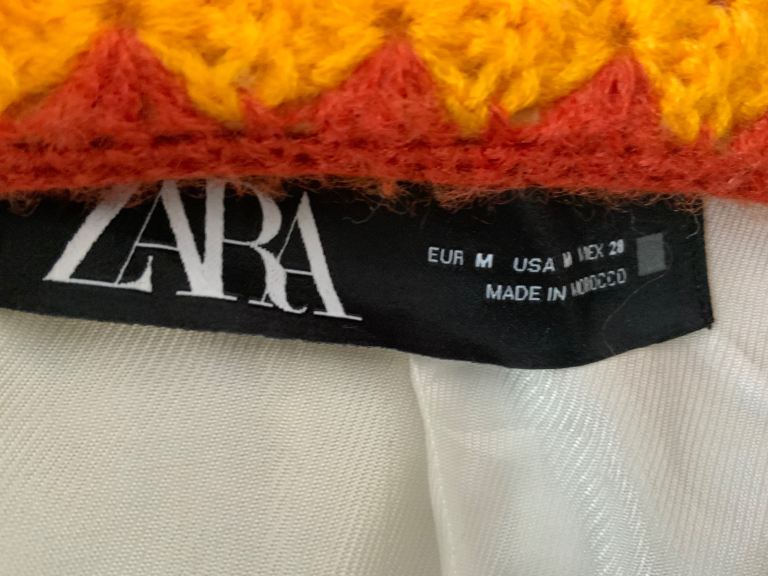 ZARA
EUR M USA M MEX 28
MADE IN MOROCCO